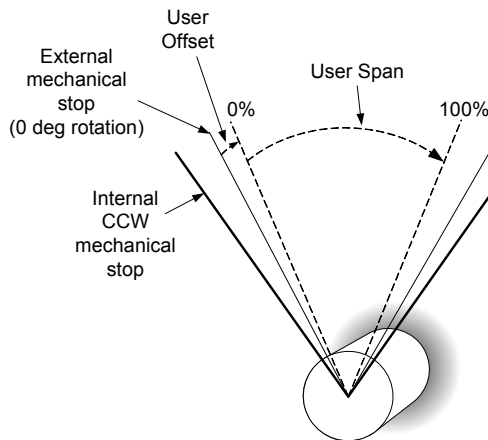 User
Offset
External
mechanical
stop
(0 deg rotation)
User Span
0%
100%
Internal
CCW
mechanical
stop